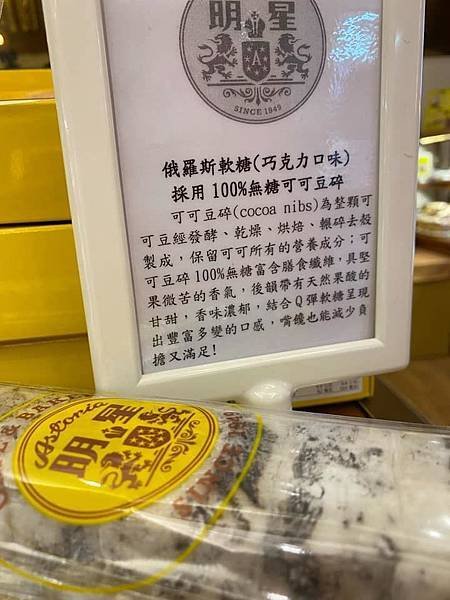 明星
SINCE 1949
俄羅斯軟糖(巧克力口味)
採用 100%無糖可可豆碎
可可豆碎(cocoa nibs)為整顆可
可豆經發酵、乾燥、烘焙、輾碎去殼
製成,保留可可所有的營養成分;可
可豆碎100%無糖富含膳食纖維,具堅
果微苦的香氣,後韻帶有天然果酸的
甘甜,香味濃郁,結合Q彈軟糖呈現
出豐富多變的口感,嘴饞也能減少負
擔又滿足!
Astoria
明星